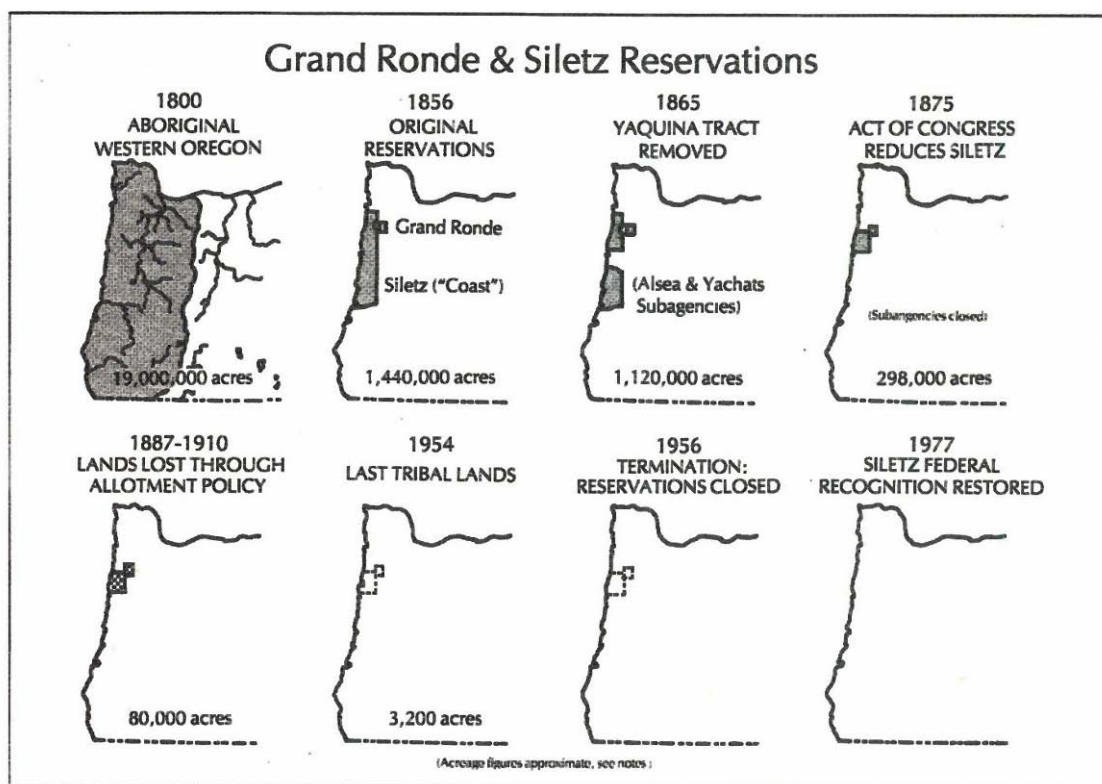 Grand Ronde & Siletz Reservations
1800
ABORIGINAL
WESTERN OREGON
19,000,000 acres
1856
ORIGINAL
RESERVATIONS
Grand Ronde
Siletz ("Coast")
1,440,000 acres
1865
YAQUINA TRACT
REMOVED
(Alsea & Yachats
Subagencies)
1,120,000 acres
1875
ACT OF CONGRESS
REDUCES SILETZ
(Subangencies closed)
298,000 acres
1887-1910
LANDS LOST THROUGH
ALLOTMENT POLICY
80,000 acres
1954
LAST TRIBAL LANDS
3,200 acres
1956
TERMINATION:
RESERVATIONS CLOSED
1977
SILETZ FEDERAL
RECOGNITION RESTORED
(Acreage figures approximate, see notes)